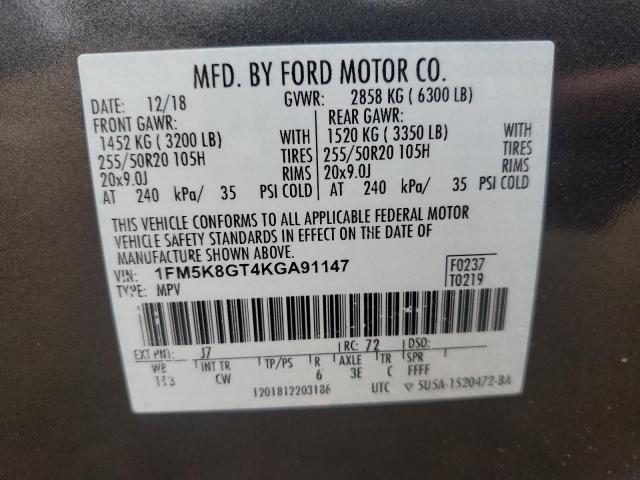 MFD. BY FORD MOTOR CO.
DATE: 12/18 GVWR: 2858 KG ( 6300 LB)
FRONT GAWR: REAR GAWR:
1452 KG ( 3200 LB) WITH 1520 KG ( 3350 LB) WITH
255/50R20 105H TIRES 255/50R20 105H TIRES
20x9.0J RIMS 20x9.0J RIMS
AT 240 kPa/ 35 PSI COLD AT 240 kPa/ 35 PSI COLD
THIS VEHICLE CONFORMS TO ALL APPLICABLE FEDERAL MOTOR
VEHICLE SAFETY STANDARDS IN EFFECT ON THE DATE OF
MANUFACTURE SHOWN ABOVE.
VIN: 1FM5K8GT4KGA91147 F0237
TYPE: MPV T0219
EXT PNT: J7 RC: 72 DSO:
WB INT TR TP/PS R AXLE TR SPR
113 CW 6 3E C FFFF
1201812203186 UTC ▽ 5U5A-1520472-BA